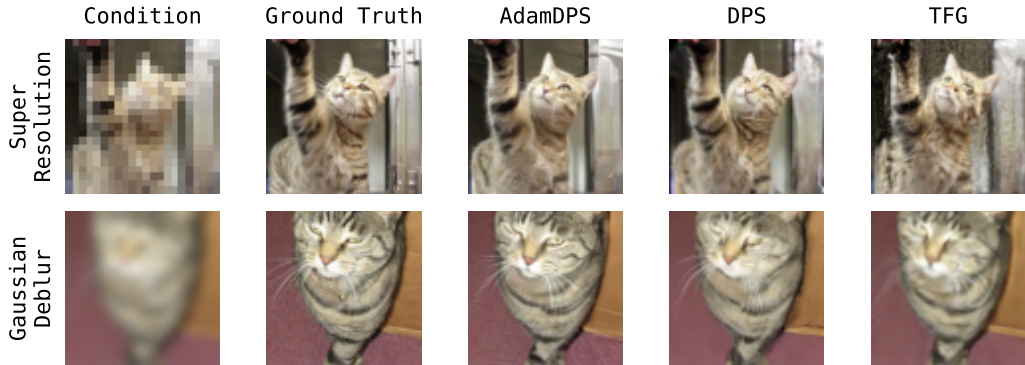 Condition
Ground Truth
AdamDPS
DPS
TFG
Super
Resolution
Gaussian
Deblur